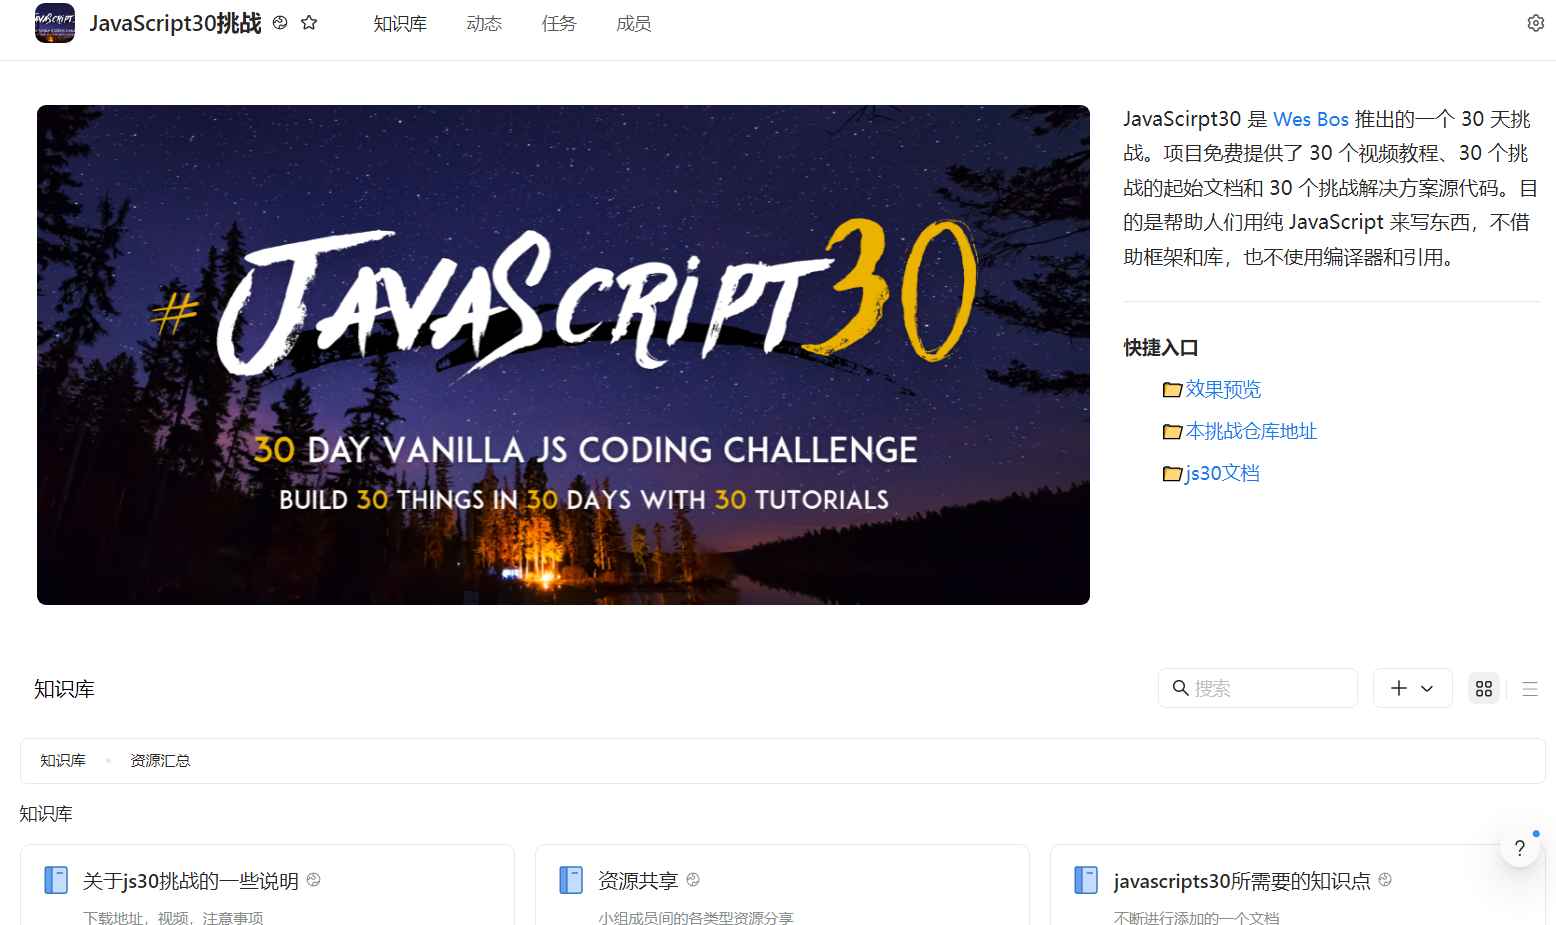 JavaScript30挑战
知识库
动态
任务
成员
#JAVASCRIPT30
30 DAY VANILLA JS CODING CHALLENGE
BUILD 30 THINGS IN 30 DAYS WITH 30 TUTORIALS
JavaScirpt30 是 Wes Bos 推出的一个 30 天挑
战。项目免费提供了 30 个视频教程、30 个挑
战的起始文档和 30 个挑战解决方案源代码。目
的是帮助人们用纯 JavaScript 来写东西，不借
助框架和库，也不使用编译器和引用。
快捷入口
效果预览
本挑战仓库地址
js30文档
知识库
搜索
知识库
资源汇总
知识库
关于js30挑战的一些说明
下载地址，视频，注意事项
资源共享
小组成员间的各类型资源分享
javascripts30所需要的知识点
不断进行添加的一个文档
?